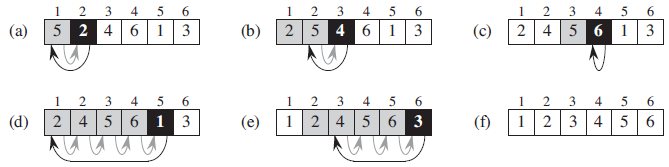 1 2 3 4 5 6 1 2 3 4 5 6 1 2 3 4 5 6
(a) 5 2 4 6 1 3 (b) 2 5 4 6 1 3 (c) 2 4 5 6 1 3
1 2 3 4 5 6 1 2 3 4 5 6 1 2 3 4 5 6
(d) 2 4 5 6 1 3 (e) 1 2 4 5 6 3 (f) 1 2 3 4 5 6